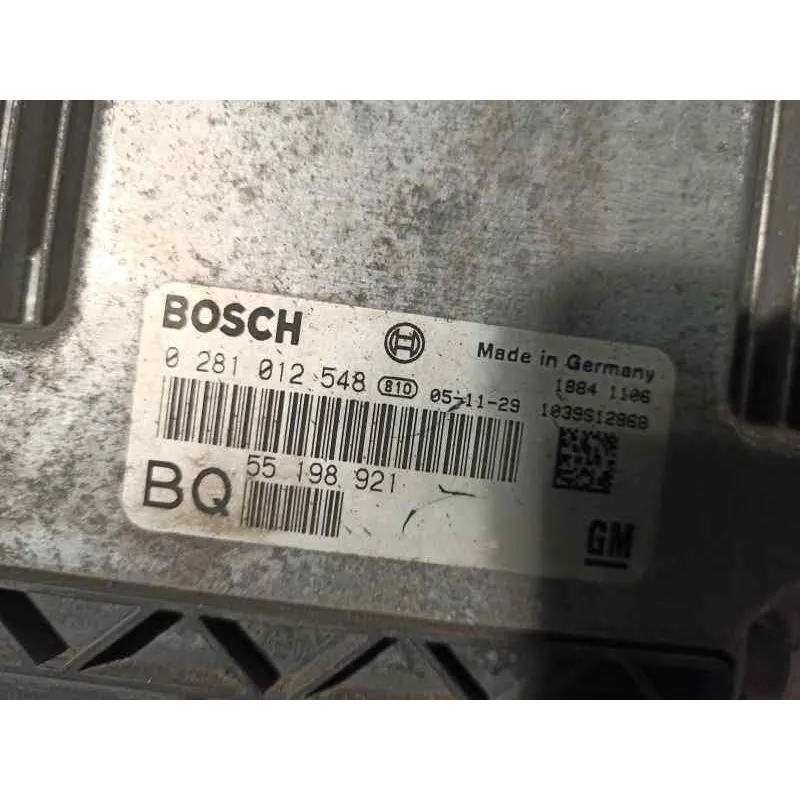 BOSCH
Made in Germany
0 281 012 548 810 05-11-29
1884 1106
1039S12868
BQ
55 198 921
GM